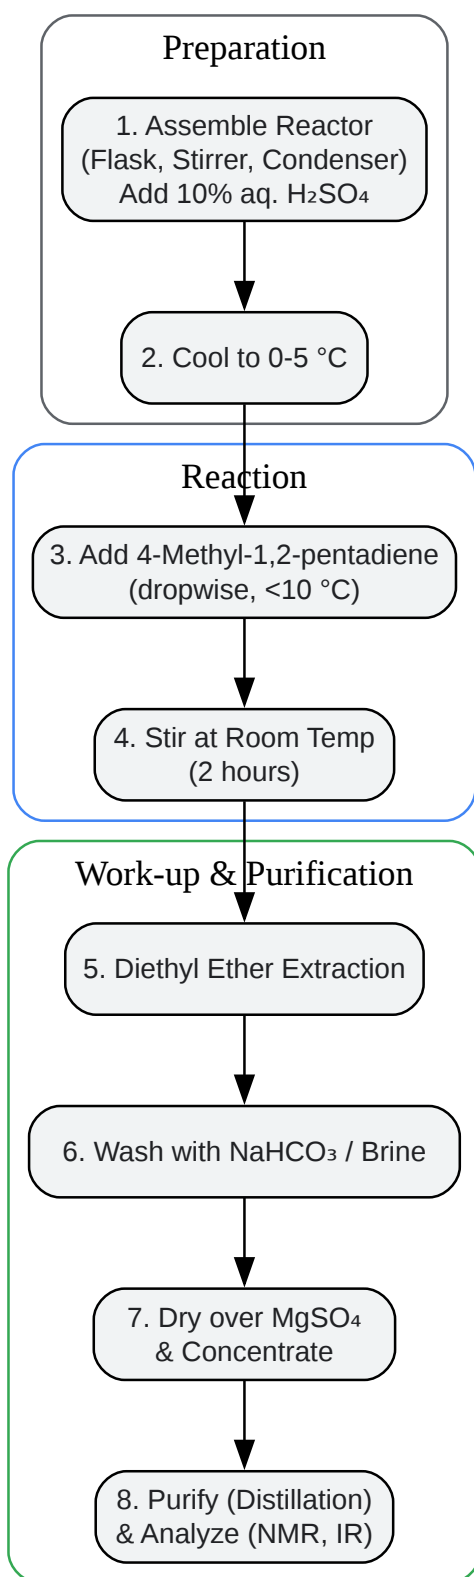 Preparation
1. Assemble Reactor
(Flask, Stirrer, Condenser)
Add 10% aq. H₂SO₄
2. Cool to 0-5 °C
Reaction
3. Add 4-Methyl-1,2-pentadiene
(dropwise, <10 °C)
4. Stir at Room Temp
(2 hours)
Work-up & Purification
5. Diethyl Ether Extraction
6. Wash with NaHCO₃ / Brine
7. Dry over MgSO₄
& Concentrate
8. Purify (Distillation)
& Analyze (NMR, IR)